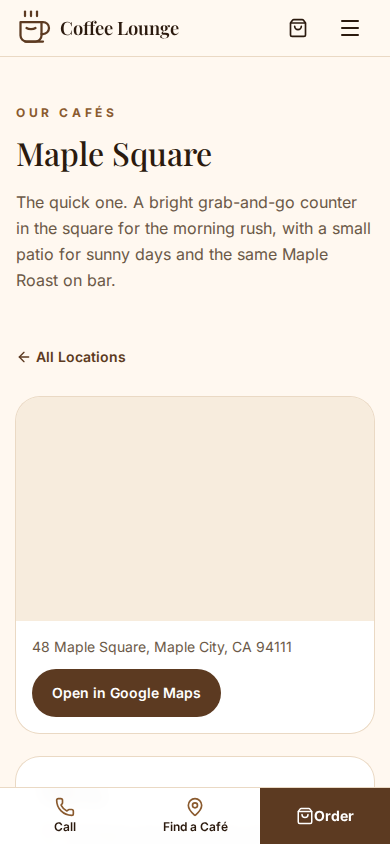 Coffee Lounge
OUR CAFÉS
Maple Square
The quick one. A bright grab-and-go counter
in the square for the morning rush, with a small
patio for sunny days and the same Maple
Roast on bar.
← All Locations
48 Maple Square, Maple City, CA 94111
Open in Google Maps
Call
Find a Café
Order